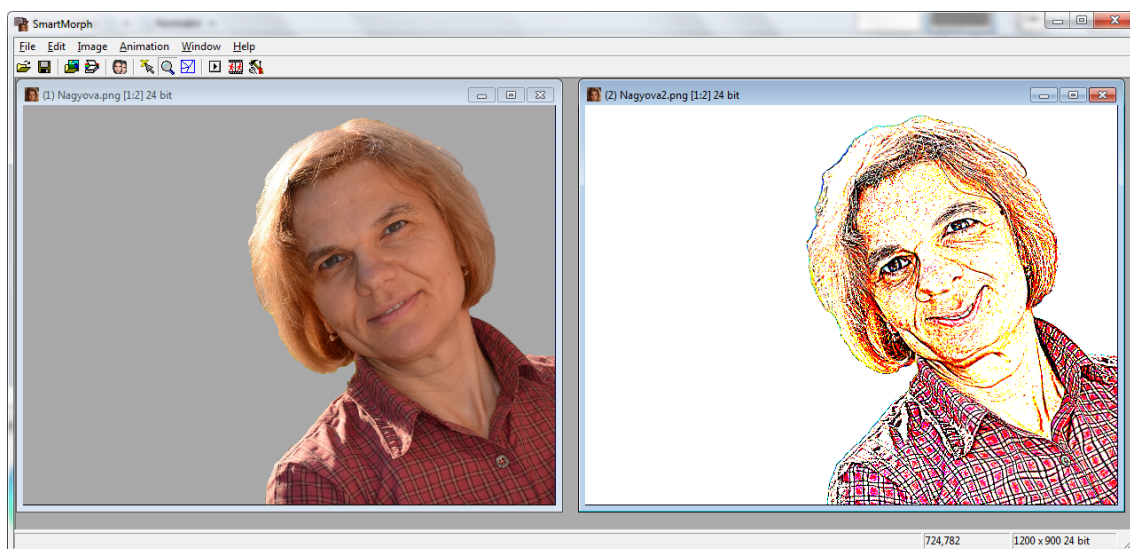 SmartMorph
File Edit Image Animation Window Help
(1) Nagyova.png [1:2] 24 bit
(2) Nagyova2.png [1:2] 24 bit
724,782
1200 x 900 24 bit